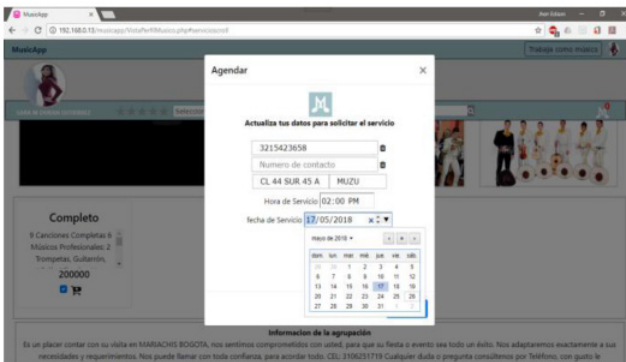 MusicApp
192.168.0.13/musicapp/VistaPerfilMusico.php#servicioscroll
MusicApp
Trabaja como músico
Agendar
Actualiza tus datos para solicitar el servicio
3215423658
Numero de contacto
CL 44 SUR 45 A MUZU
Hora de Servicio 02:00 PM
fecha de Servicio 17/05/2018
mayo de 2018
dom. lun. mar. mié. jue. vie. sáb.
29 30 1 2 3 4 5
6 7 8 9 10 11 12
13 14 15 16 17 18 19
20 21 22 23 24 25 26
27 28 29 30 31 1 2
Completo
9 Canciones Completas 6
Músicos Profesionales: 2
Trompetas, Guitarrón,
200000
Informacion de la agrupación
Es un placer contar con su visita en MARIACHIS BOGOTA, nos sentimos comprometidos con usted, para que su fiesta o evento sea todo un éxito. Nos adaptaremos exactamente a sus
necesidades y requerimientos. Nos puede llamar con toda confianza, para acordar todo. CEL: 3106251719 Cualquier duda o pregunta consúltenos por Teléfono, con gusto le